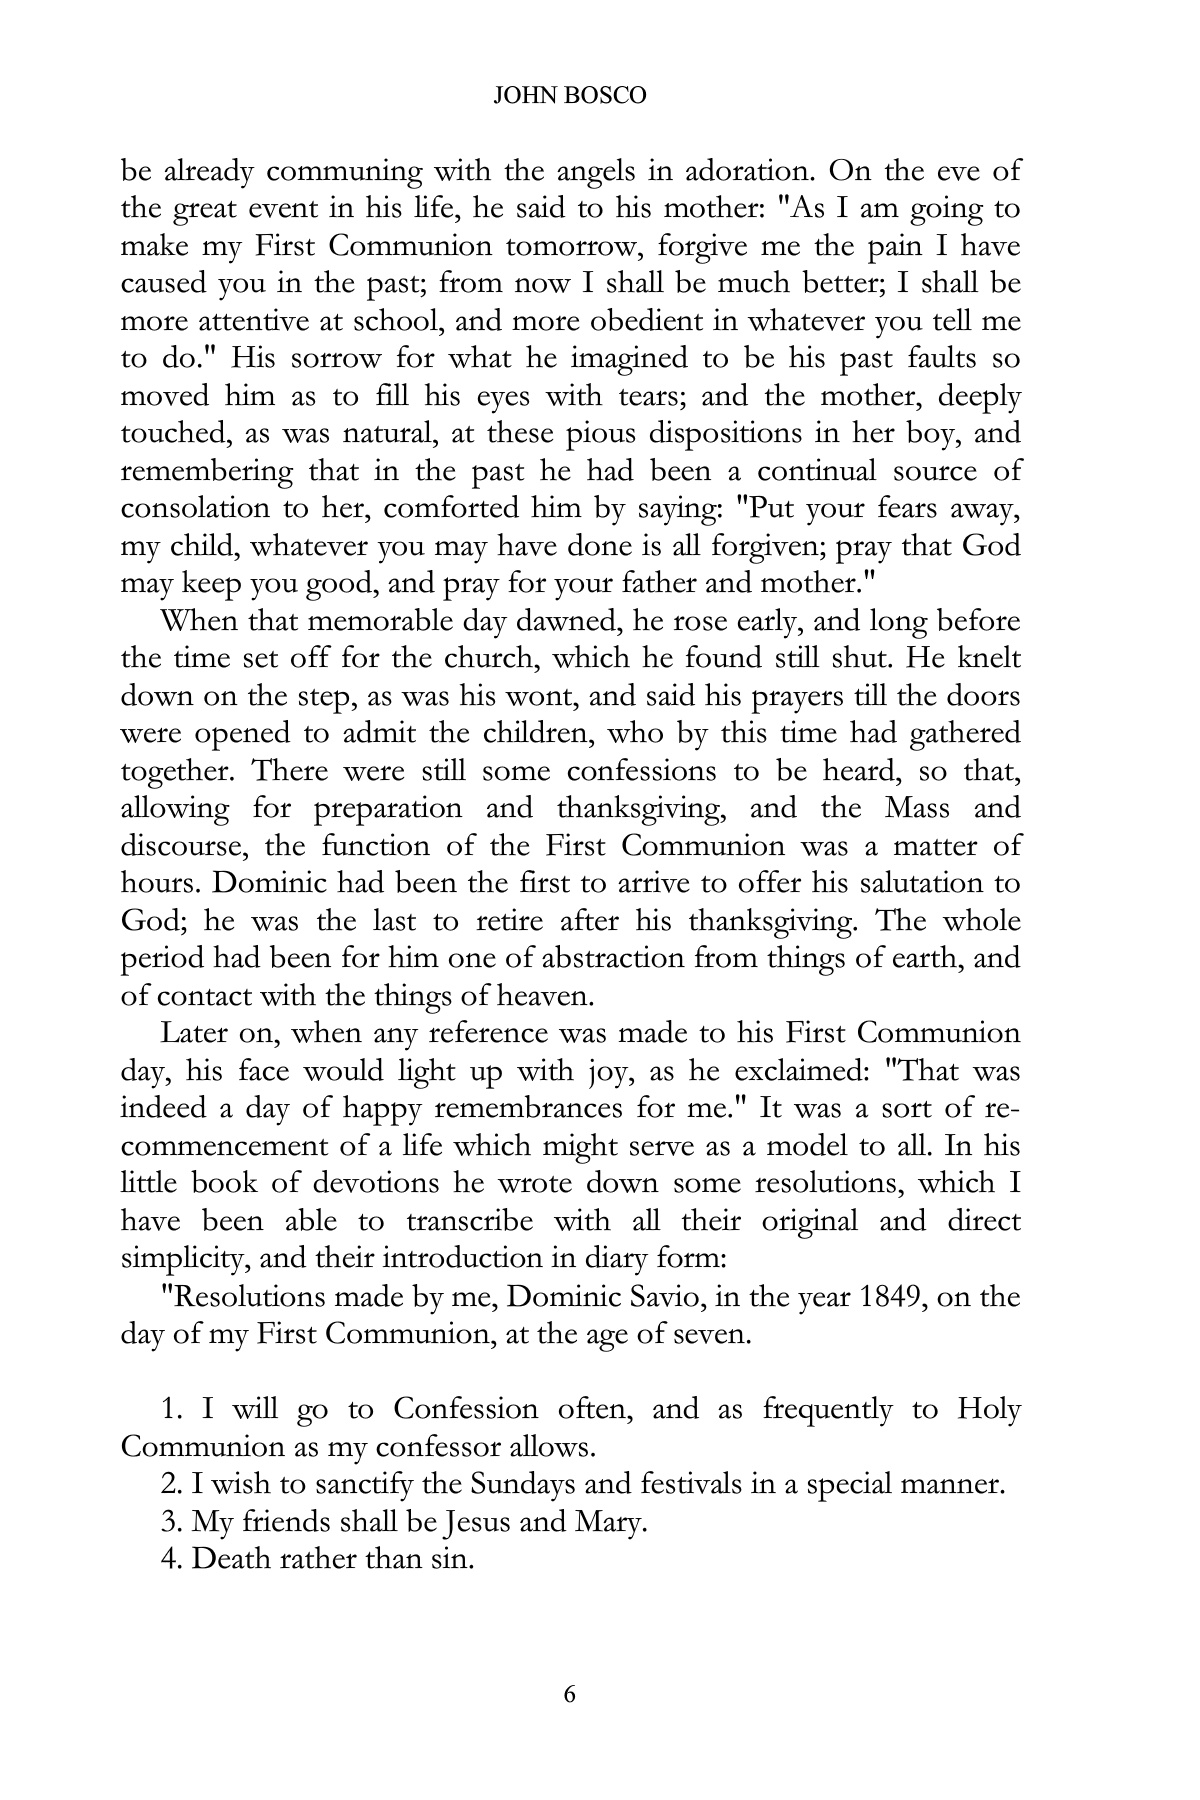 JOHN BOSCO
be already communing with the angels in adoration. On the eve of
the great event in his life, he said to his mother: "As I am going to
make my First Communion tomorrow, forgive me the pain I have
caused you in the past; from now I shall be much better; I shall be
more attentive at school, and more obedient in whatever you tell me
to do." His sorrow for what he imagined to be his past faults so
moved him as to fill his eyes with tears; and the mother, deeply
touched, as was natural, at these pious dispositions in her boy, and
remembering that in the past he had been a continual source of
consolation to her, comforted him by saying: "Put your fears away,
my child, whatever you may have done is all forgiven; pray that God
may keep you good, and pray for your father and mother."
When that memorable day dawned, he rose early, and long before
the time set off for the church, which he found still shut. He knelt
down on the step, as was his wont, and said his prayers till the doors
were opened to admit the children, who by this time had gathered
together. There were still some confessions to be heard, so that,
allowing for preparation and thanksgiving, and the Mass and
discourse, the function of the First Communion was a matter of
hours. Dominic had been the first to arrive to offer his salutation to
God; he was the last to retire after his thanksgiving. The whole
period had been for him one of abstraction from things of earth, and
of contact with the things of heaven.
Later on, when any reference was made to his First Communion
day, his face would light up with joy, as he exclaimed: "That was
indeed a day of happy remembrances for me." It was a sort of re-
commencement of a life which might serve as a model to all. In his
little book of devotions he wrote down some resolutions, which I
have been able to transcribe with all their original and direct
simplicity, and their introduction in diary form:
"Resolutions made by me, Dominic Savio, in the year 1849, on the
day of my First Communion, at the age of seven.
1. I will go to Confession often, and as frequently to Holy
Communion as my confessor allows.
2. I wish to sanctify the Sundays and festivals in a special manner.
3. My friends shall be Jesus and Mary.
4. Death rather than sin.
6